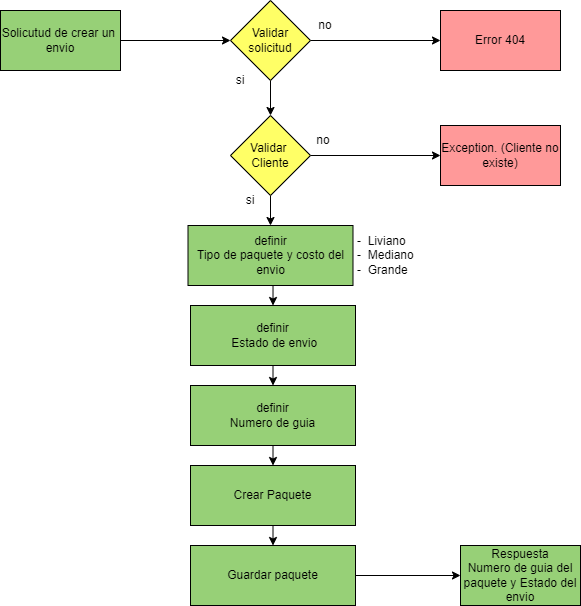 Solicutud de crear un
envio
Validar
solicitud
no
Error 404
si
Validar
Cliente
no
Exception. (Cliente no
existe)
si
definir
Tipo de paquete y costo del
envio
- Liviano
- Mediano
- Grande
definir
Estado de envio
definir
Numero de guia
Crear Paquete
Guardar paquete
Respuesta
Numero de guia del
paquete y Estado del
envio